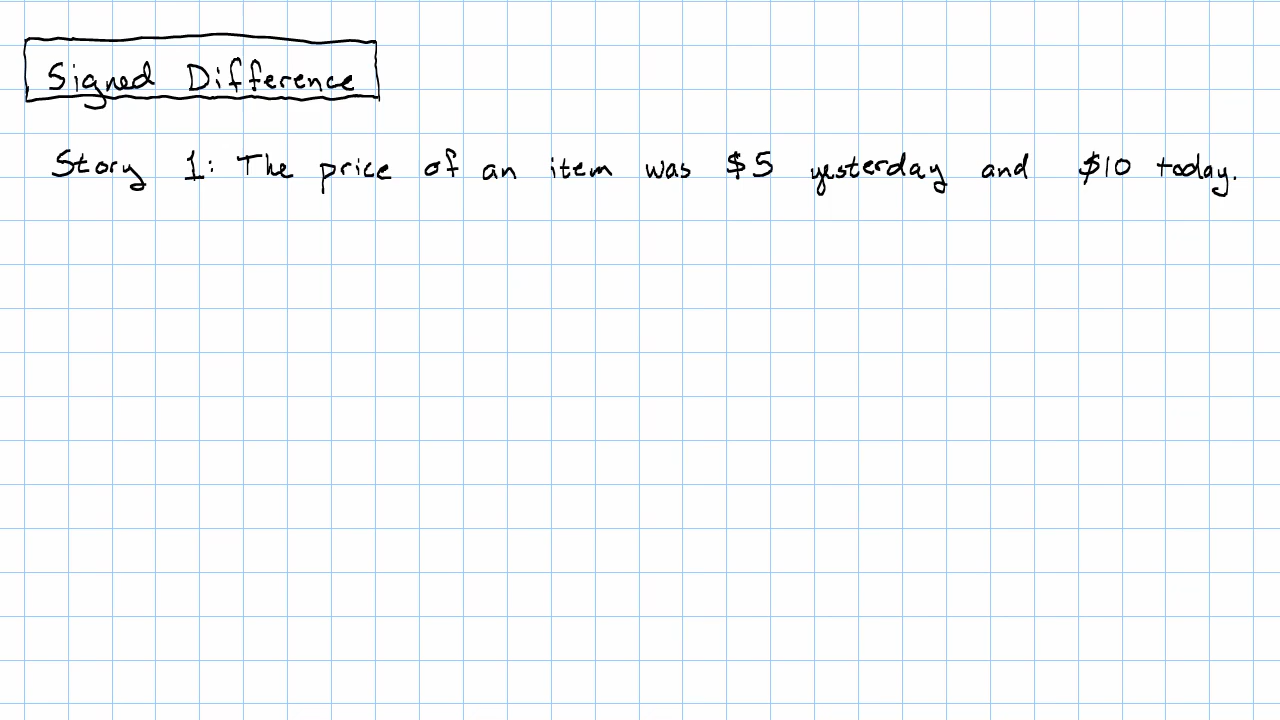 Signed Difference
Story 1: The price of an item was $5 yesterday and $10 today.